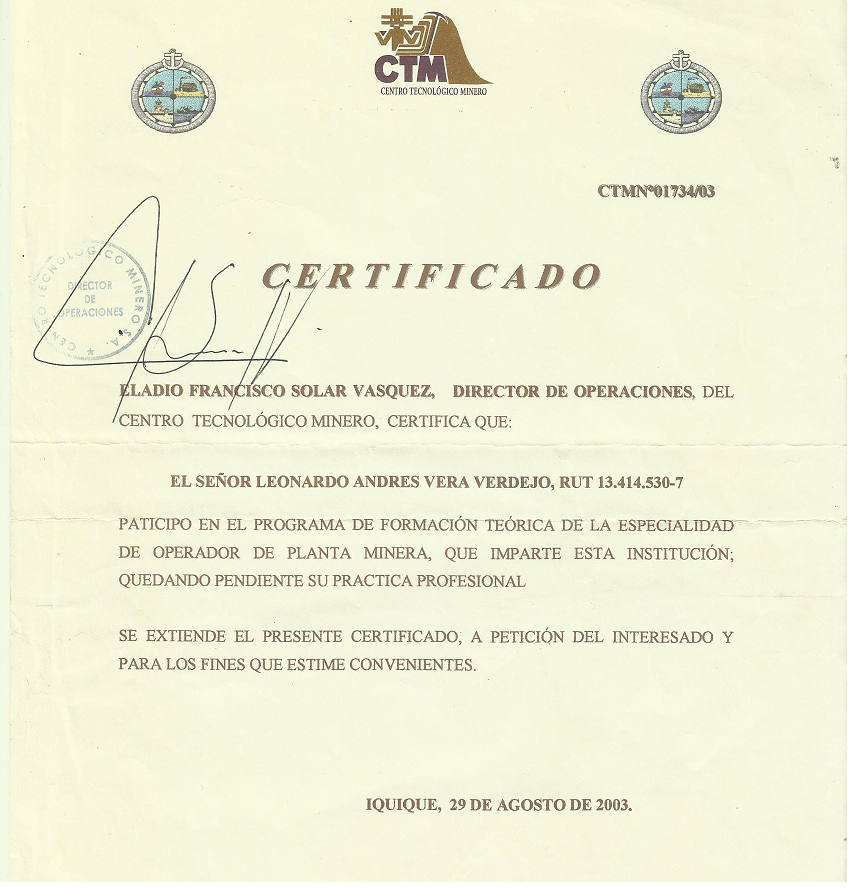 CTM
CENTRO TECNOLÓGICO MINERO
CTMNº01734/03
CERTIFICADO
CENTRO TECNOLOGICO MINERO S.A.
DIRECTOR
DE
OPERACIONES
ELADIO FRANCISCO SOLAR VASQUEZ, DIRECTOR DE OPERACIONES, DEL
CENTRO TECNOLÓGICO MINERO, CERTIFICA QUE:
EL SEÑOR LEONARDO ANDRES VERA VERDEJO, RUT 13.414.530-7
PATICIPO EN EL PROGRAMA DE FORMACIÓN TEÓRICA DE LA ESPECIALIDAD
DE OPERADOR DE PLANTA MINERA, QUE IMPARTE ESTA INSTITUCIÓN;
QUEDANDO PENDIENTE SU PRACTICA PROFESIONAL
SE EXTIENDE EL PRESENTE CERTIFICADO, A PETICIÓN DEL INTERESADO Y
PARA LOS FINES QUE ESTIME CONVENIENTES.
IQUIQUE, 29 DE AGOSTO DE 2003.